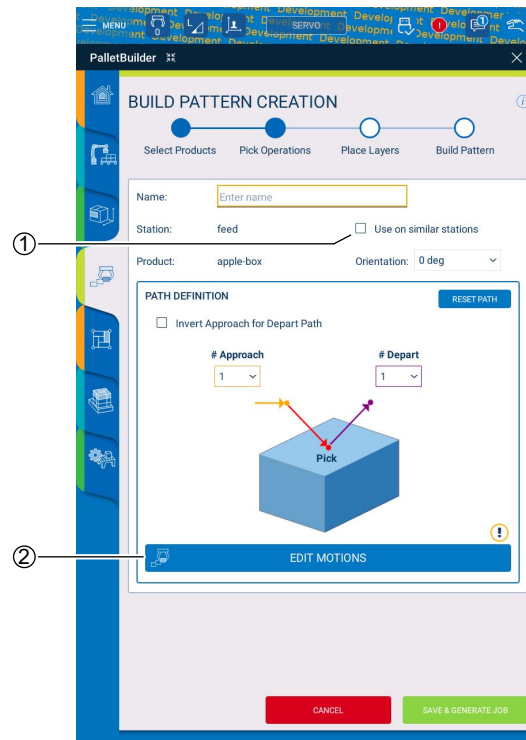 MENU
0
SERVO
PalletBuilder
BUILD PATTERN CREATION
Select Products Pick Operations Place Layers Build Pattern
Name: Enter name
① Station: feed Use on similar stations
Product: apple-box Orientation: 0 deg
PATH DEFINITION RESET PATH
Invert Approach for Depart Path
# Approach # Depart
1 1
Pick
② EDIT MOTIONS
CANCEL SAVE & GENERATE JOB